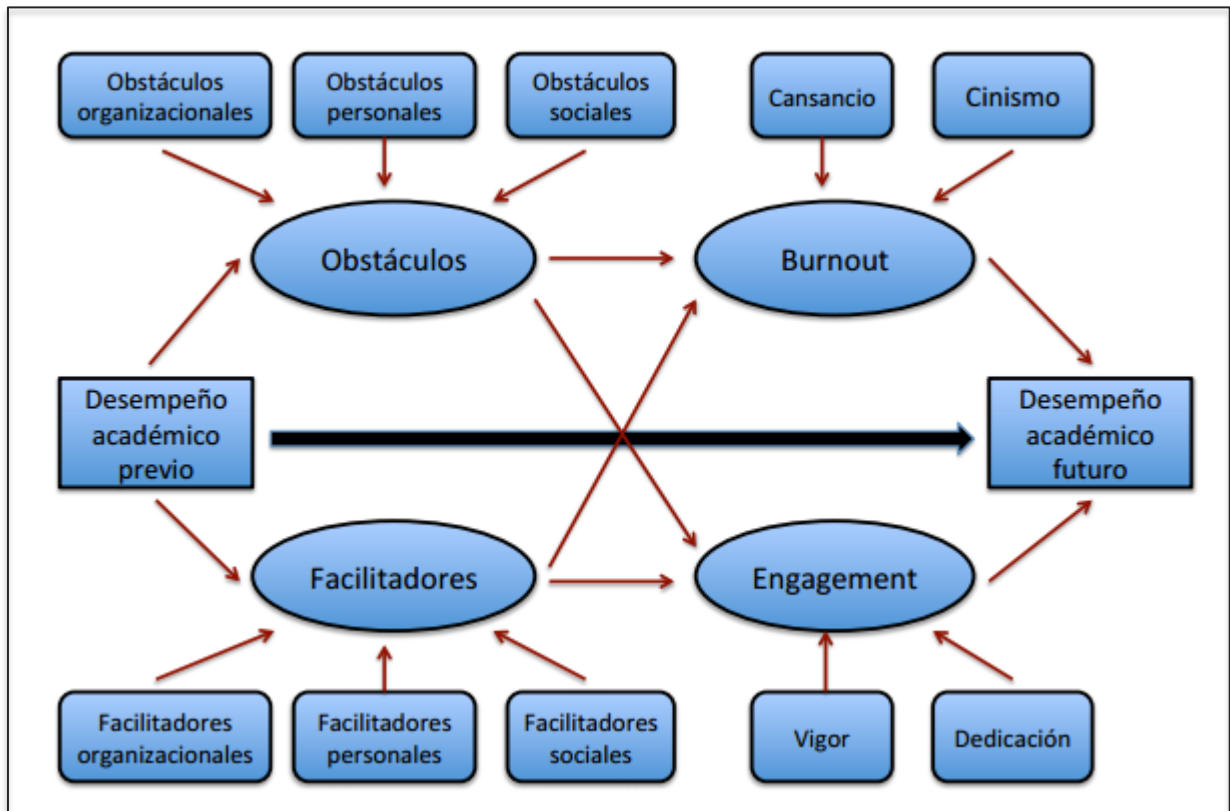 Obstáculos
organizacionales
Obstáculos
personales
Obstáculos
sociales
Cansancio
Cinismo
Obstáculos
Burnout
Desempeño
académico
previo
Desempeño
académico
futuro
Facilitadores
Engagement
Facilitadores
organizacionales
Facilitadores
personales
Facilitadores
sociales
Vigor
Dedicación